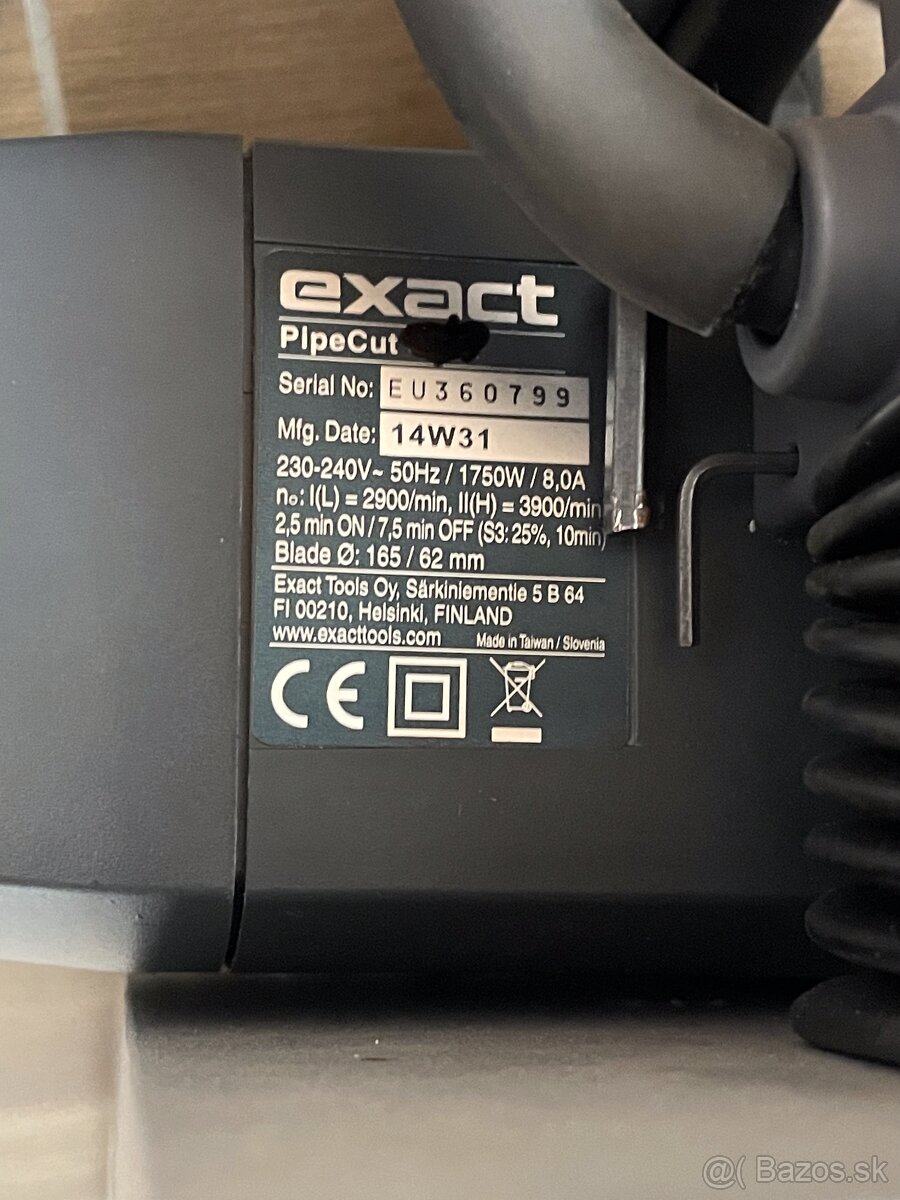 exact
PipeCut
Serial No: EU360799
Mfg. Date: 14W31
230-240V~ 50Hz / 1750W / 8,0A
n₀: I(L) = 2900/min, II(H) = 3900/min
2,5 min ON / 7,5 min OFF (S3: 25%, 10min)
Blade Ø: 165 / 62 mm
Exact Tools Oy, Särkiniementie 5 B 64
FI 00210, Helsinki, FINLAND
www.exacttools.com Made in Taiwan / Slovenia
CE
@( Bazos.sk